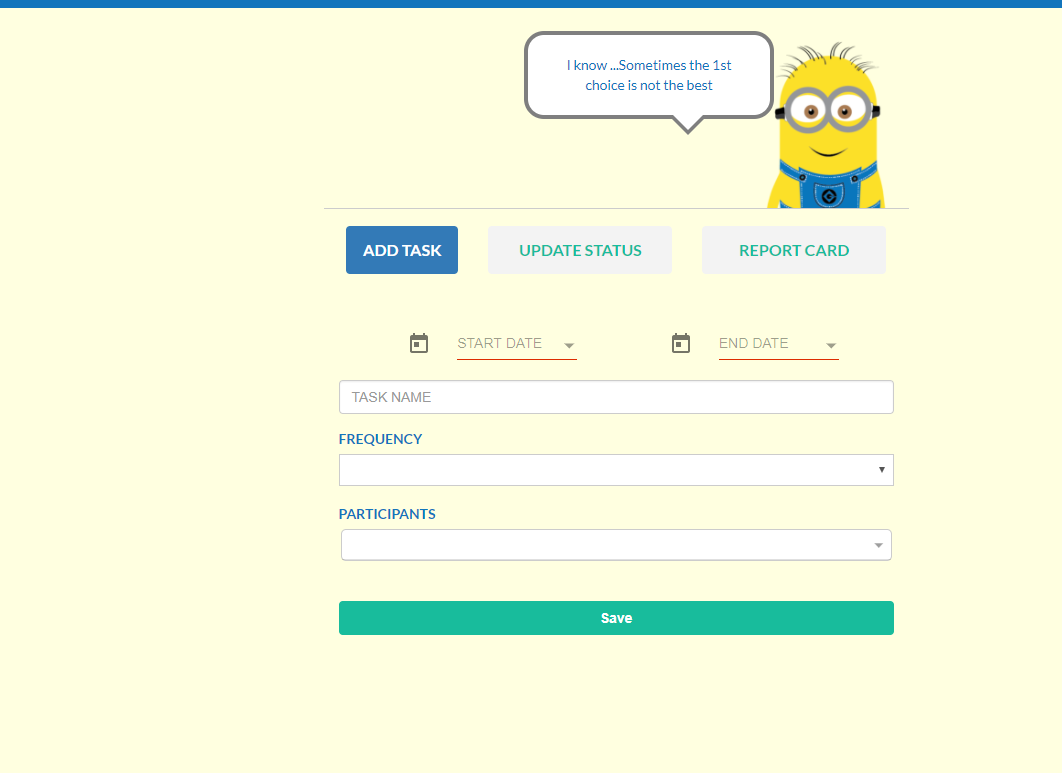 I know ...Sometimes the 1st
choice is not the best
ADD TASK
UPDATE STATUS
REPORT CARD
START DATE
END DATE
TASK NAME
FREQUENCY
PARTICIPANTS
Save